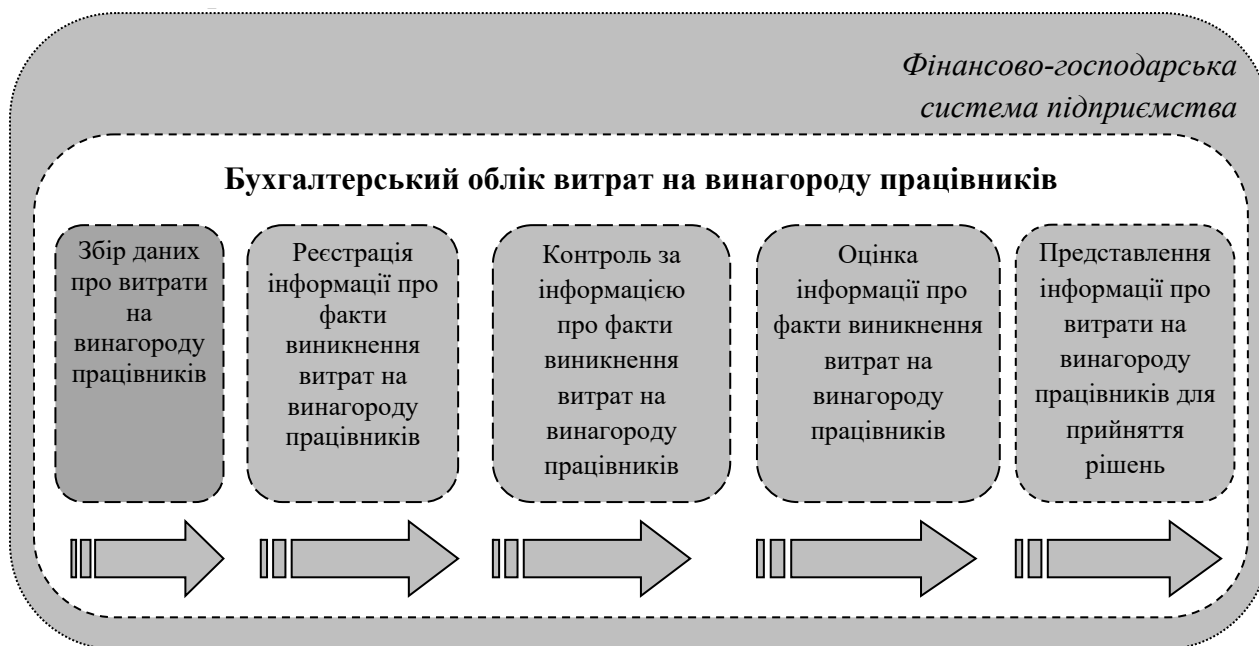 Фінансово-господарська
система підприємства
Бухгалтерський облік витрат на винагороду працівників
Збір даних
про витрати
на
винагороду
працівників
Реєстрація
інформації про
факти
виникнення
витрат на
винагороду
працівників
Контроль за
інформацією
про факти
виникнення
витрат на
винагороду
працівників
Оцінка
інформації про
факти виникнення
витрат на
винагороду
працівників
Представлення
інформації про
витрати на
винагороду
працівників для
прийняття
рішень